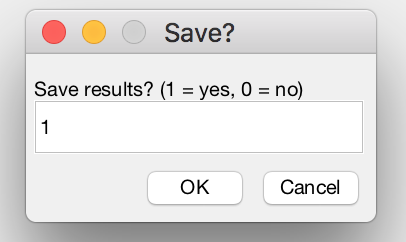 Save?
Save results? (1 = yes, 0 = no)
1
OK Cancel